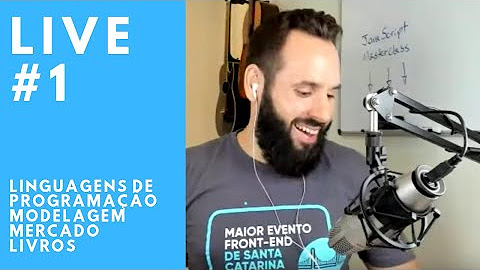 LIVE
#1
LINGUAGENS DE
PROGRAMAÇÃO
MODELAGEM
MERCADO
LIVROS
JavaScript
Masterclass
MAIOR EVENTO
FRONT-END
DE SANTA
CATARINA